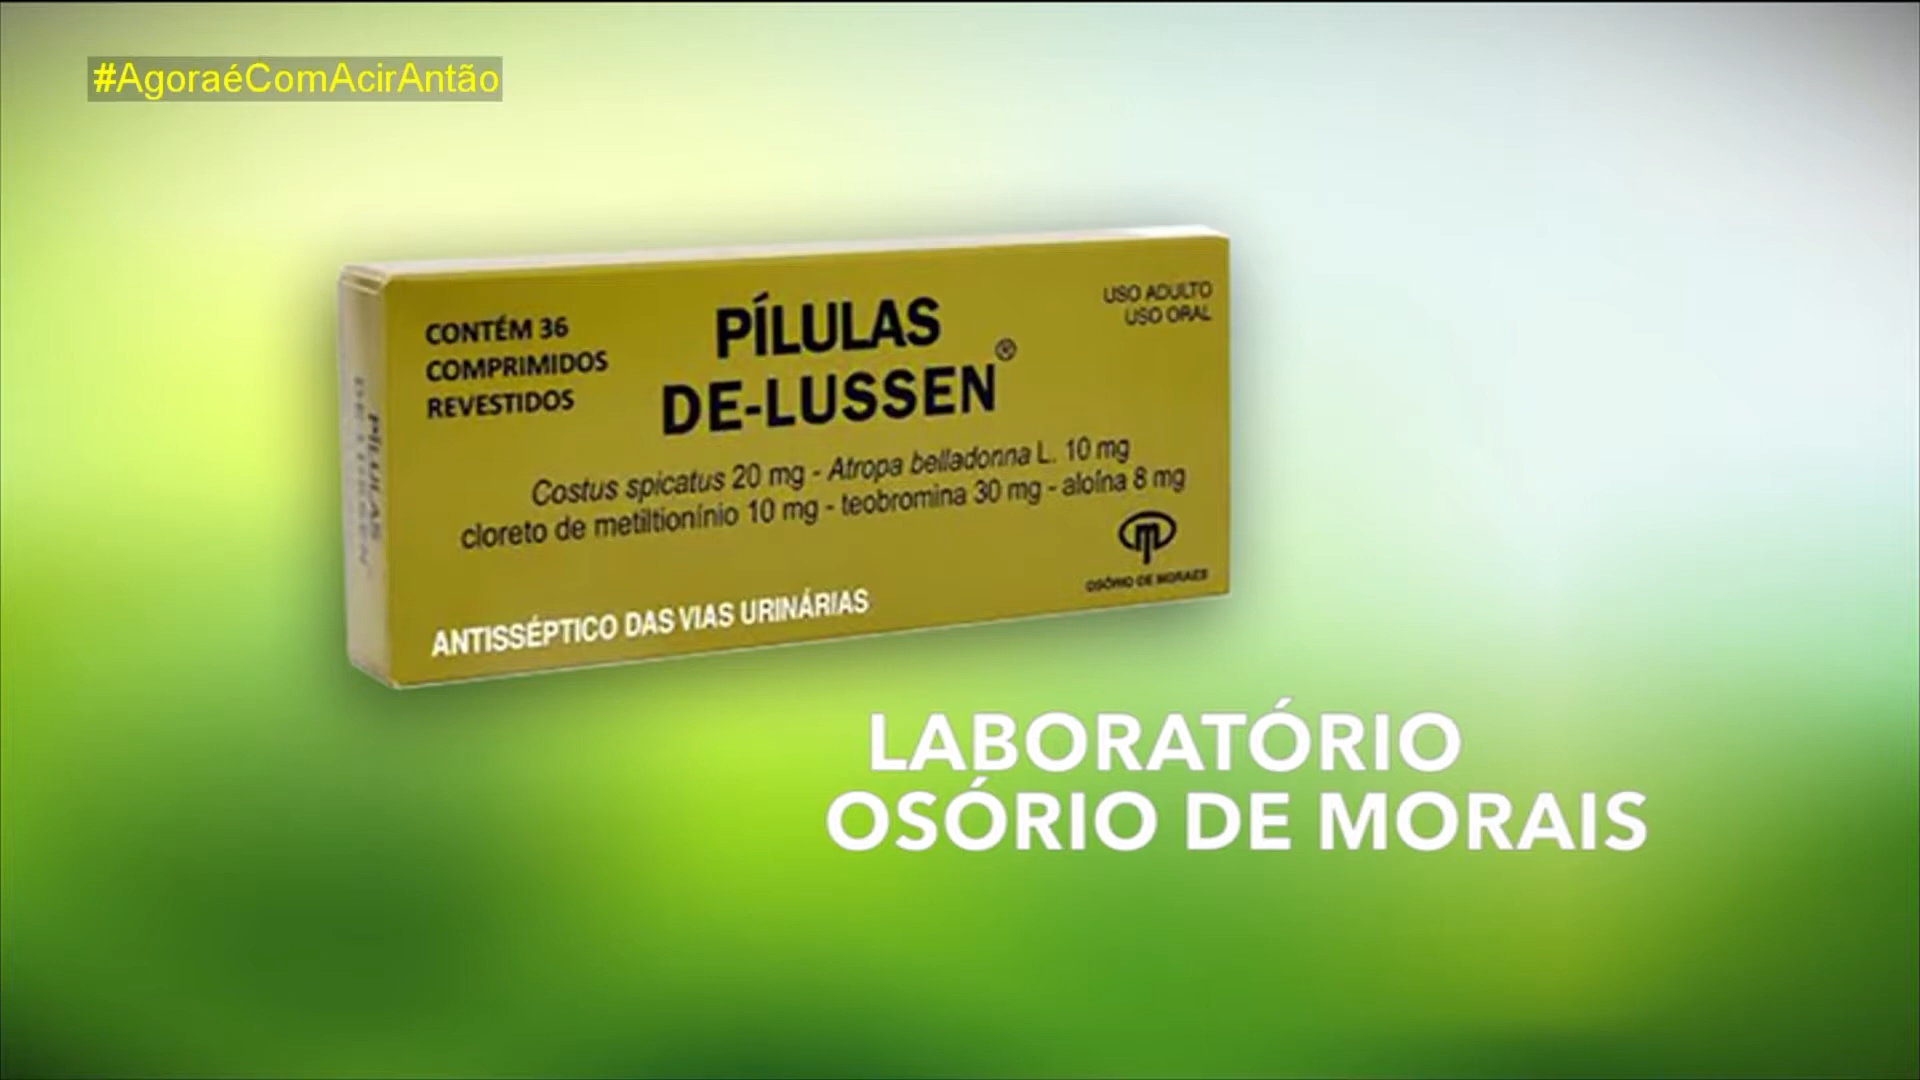 #AgoraéComAcirAntão
CONTÉM 36
COMPRIMIDOS
REVESTIDOS
PÍLULAS
DE-LUSSEN®
USO ADULTO
USO ORAL
Costus spicatus 20 mg - Atropa belladonna L. 10 mg
cloreto de metiltionínio 10 mg - teobromina 30 mg - aloína 8 mg
OSÓRIO DE MORAES
ANTISSÉPTICO DAS VIAS URINÁRIAS
PÍLULAS
DE-LUSSEN
LABORATÓRIO
OSÓRIO DE MORAIS